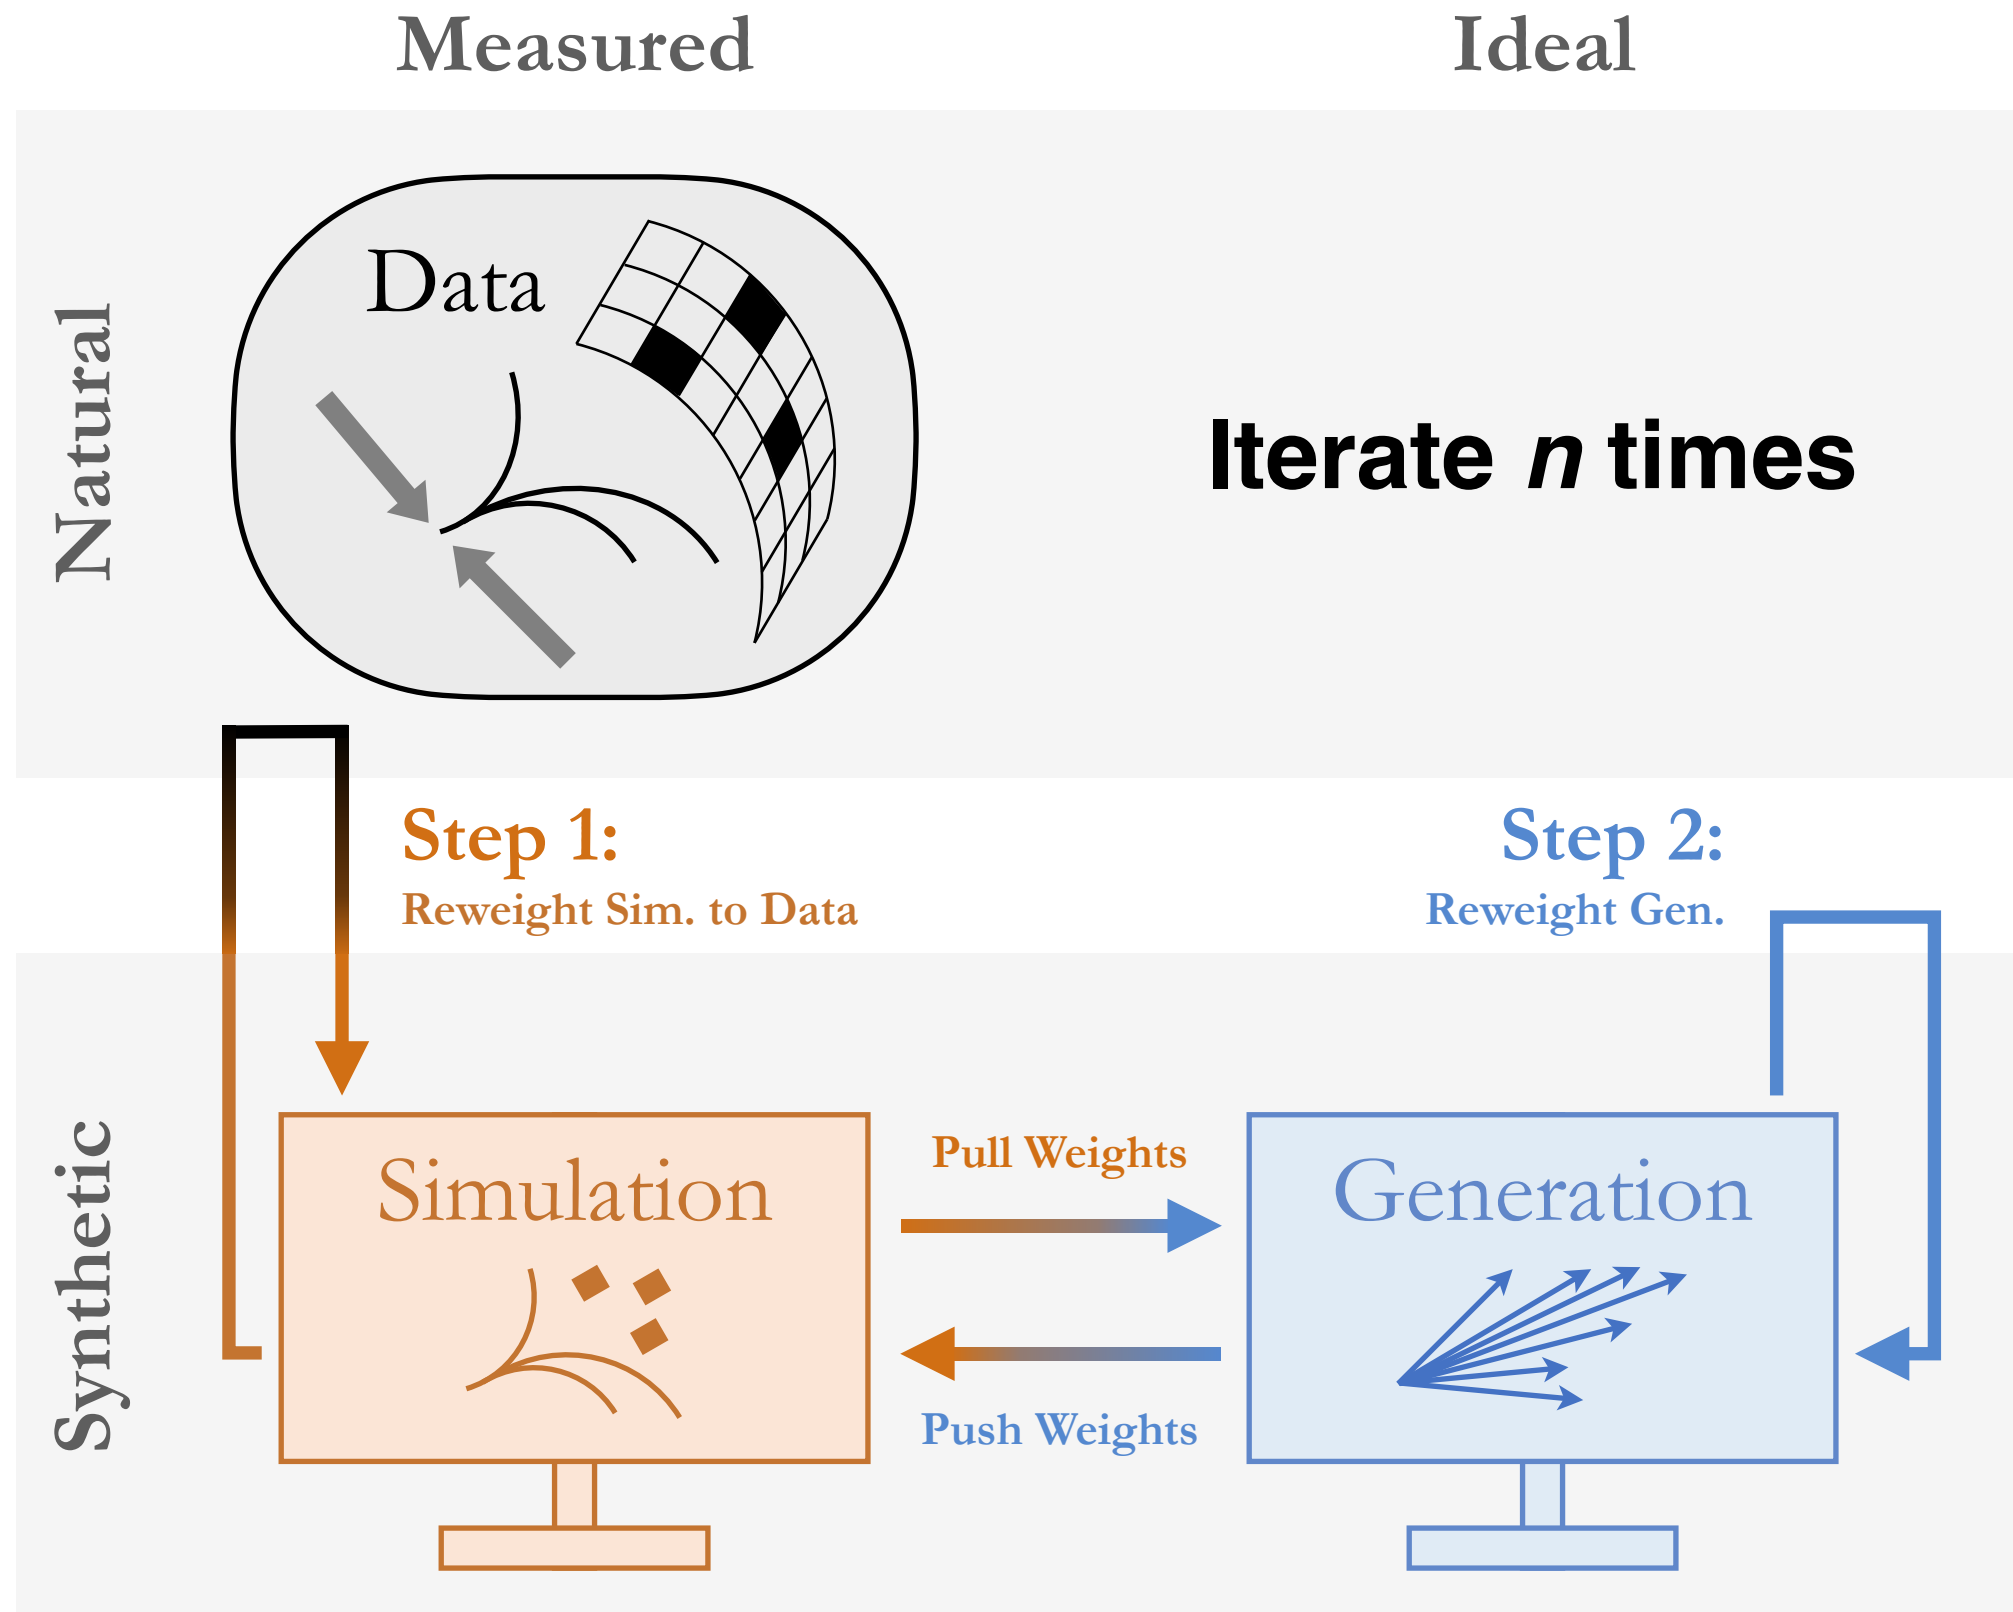 Measured
Ideal
Natural
Data
Iterate n times
Step 1:
Reweight Sim. to Data
Step 2:
Reweight Gen.
Synthetic
Simulation
Pull Weights
Push Weights
Generation